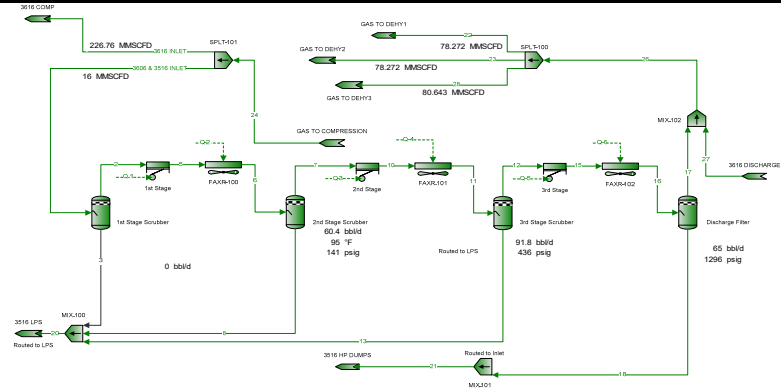 3616 COMP
226.76 MMSCFD
3616 INLET
SPLT-101
3606 & 3516 INLET
16 MMSCFD
24
GAS TO COMPRESSION
GAS TO DEHY1
22
78.272 MMSCFD
SPLT-100
GAS TO DEHY2
23
78.272 MMSCFD
26
GAS TO DEHY3
80.643 MMSCFD
MIX-102
3616 DISCHARGE
27
17
2
Q-1
1st Stage
5
Q-2
FAXR-100
6
7
Q-3
2nd Stage
10
Q-4
FAXR-101
11
12
Q-5
3rd Stage
15
Q-6
FAXR-102
16
1st Stage Scrubber
2nd Stage Scrubber
60.4 bbl/d
95 °F
141 psig
3rd Stage Scrubber
91.8 bbl/d
436 psig
Discharge Filter
65 bbl/d
1296 psig
Routed to LPS
3
0 bbl/d
MIX-100
3516 LPS
20
Routed to LPS
8
13
3516 HP DUMPS
21
Routed to Inlet
MIX-101
18